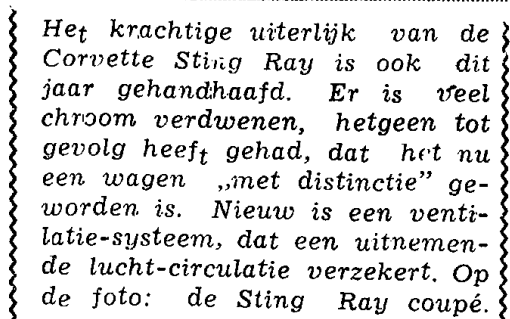 Het krachtige uiterlijk van de
Corvette Sting Ray is ook dit
jaar gehandhaafd. Er is veel
chroom verdwenen, hetgeen tot
gevolg heeft gehad, dat het nu
een wagen „met distinctie” ge-
worden is. Nieuw is een venti-
latie-systeem, dat een uitnemen-
de lucht-circulatie verzekert. Op
de foto: de Sting Ray coupé.